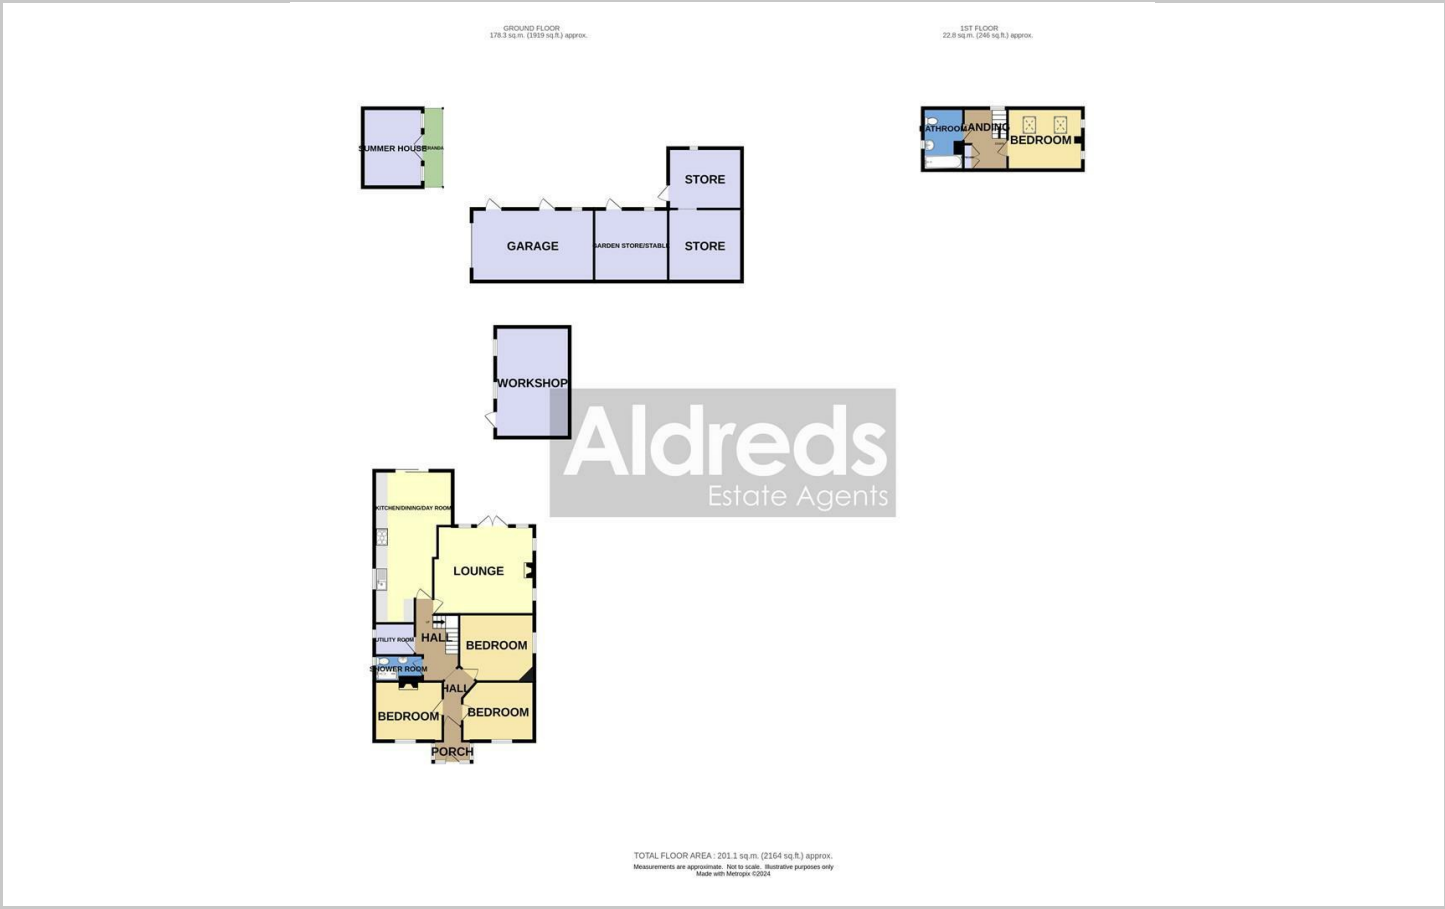 GROUND FLOOR
178.3 sq.m. (1919 sq.ft.) approx.
1ST FLOOR
22.8 sq.m. (246 sq.ft.) approx.
SUMMER HOUSE
BATHROOM
LANDING
BEDROOM
STORE
GARAGE
GARDEN STORE/STABLE
STORE
WORKSHOP
Aldreds
Estate Agents
KITCHEN/DINING/DAY ROOM
LOUNGE
UTILITY ROOM
HALL
BEDROOM
SHOWER ROOM
HALL
BEDROOM
BEDROOM
PORCH
TOTAL FLOOR AREA : 201.1 sq.m. (2164 sq.ft.) approx.
Measurements are approximate. Not to scale. Illustrative purposes only
Made with Metropix ©2024